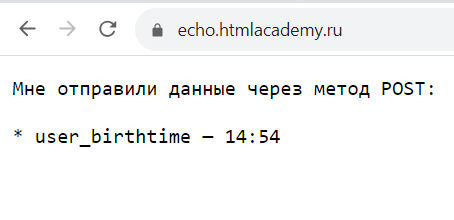 echo.htmlacademy.ru
Мне отправили данные через метод POST:
* user_birthtime — 14:54